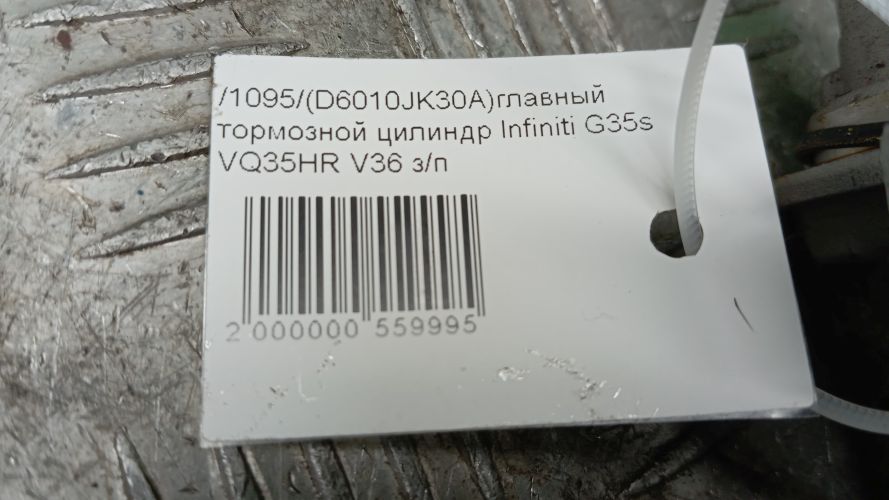 /1095/(D6010JK30A)главный
тормозной цилиндр Infiniti G35s
VQ35HR V36 з/п
2 000000 559995